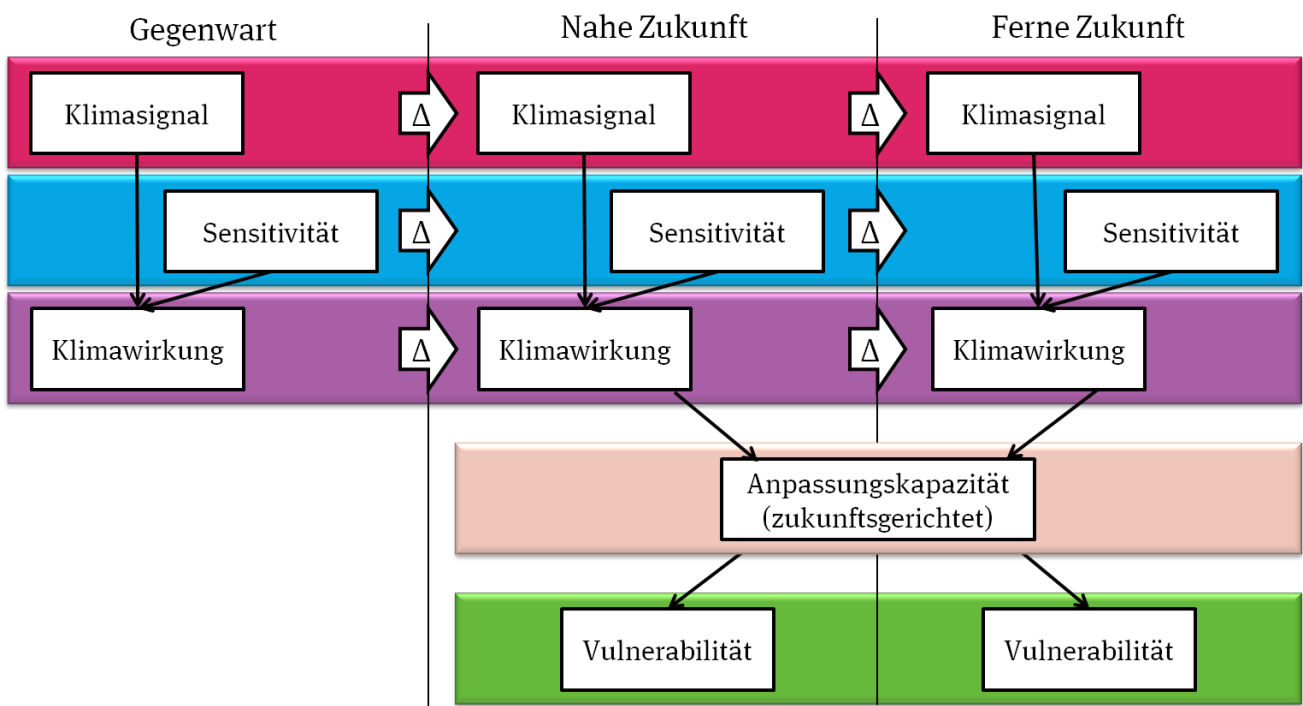 Gegenwart
Nahe Zukunft
Ferne Zukunft
Klimasignal
Δ
Klimasignal
Δ
Klimasignal
Sensitivität
Δ
Sensitivität
Δ
Sensitivität
Klimawirkung
Δ
Klimawirkung
Δ
Klimawirkung
Anpassungskapazität
(zukunftsgerichtet)
Vulnerabilität
Vulnerabilität